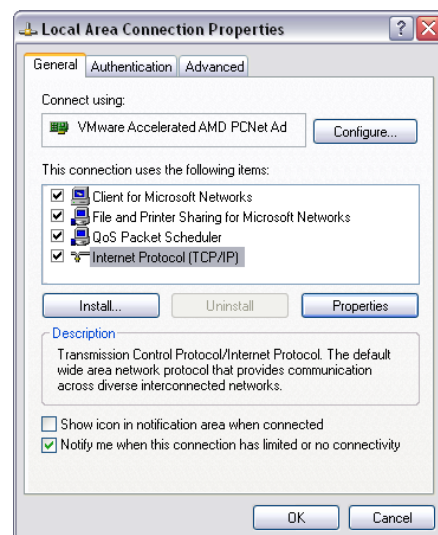 Local Area Connection Properties
General Authentication Advanced
Connect using:
VMware Accelerated AMD PCNet Ad Configure...
This connection uses the following items:
Client for Microsoft Networks
File and Printer Sharing for Microsoft Networks
QoS Packet Scheduler
Internet Protocol (TCP/IP)
Install... Uninstall Properties
Description
Transmission Control Protocol/Internet Protocol. The default
wide area network protocol that provides communication
across diverse interconnected networks.
Show icon in notification area when connected
Notify me when this connection has limited or no connectivity
OK Cancel